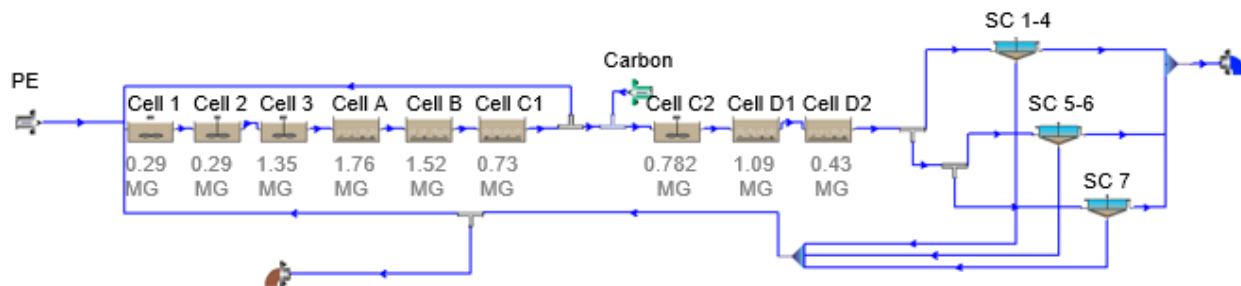 SC 1-4
Carbon
PE
Cell 1 Cell 2 Cell 3 Cell A Cell B Cell C1 Cell C2 Cell D1 Cell D2
SC 5-6
0.29 0.29 1.35 1.76 1.52 0.73 0.782 1.09 0.43
MG MG MG MG MG MG MG MG MG
SC 7